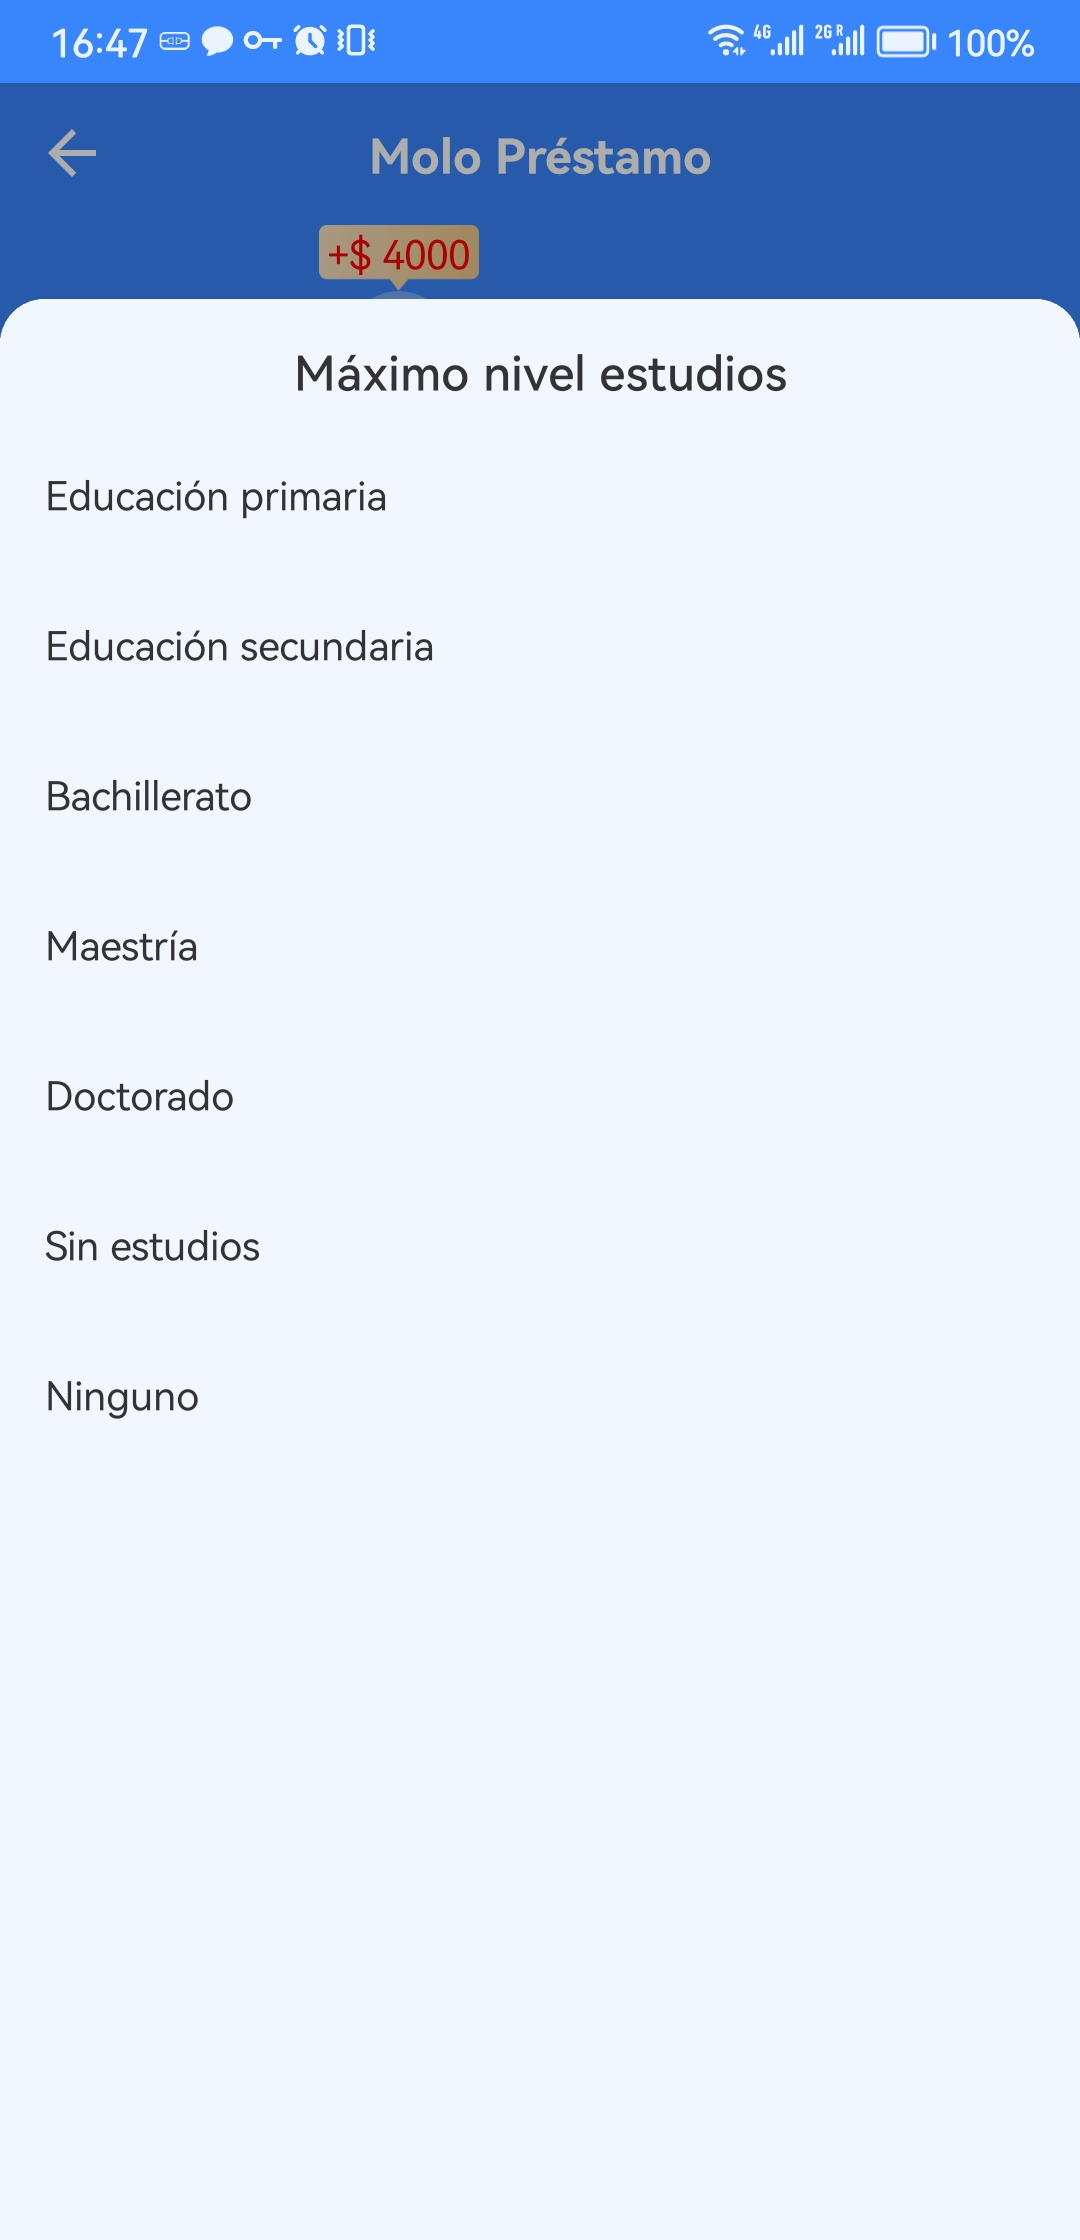 16:47 4G 2G R 100%
Molo Préstamo
+$ 4000
Máximo nivel estudios
Educación primaria
Educación secundaria
Bachillerato
Maestría
Doctorado
Sin estudios
Ninguno